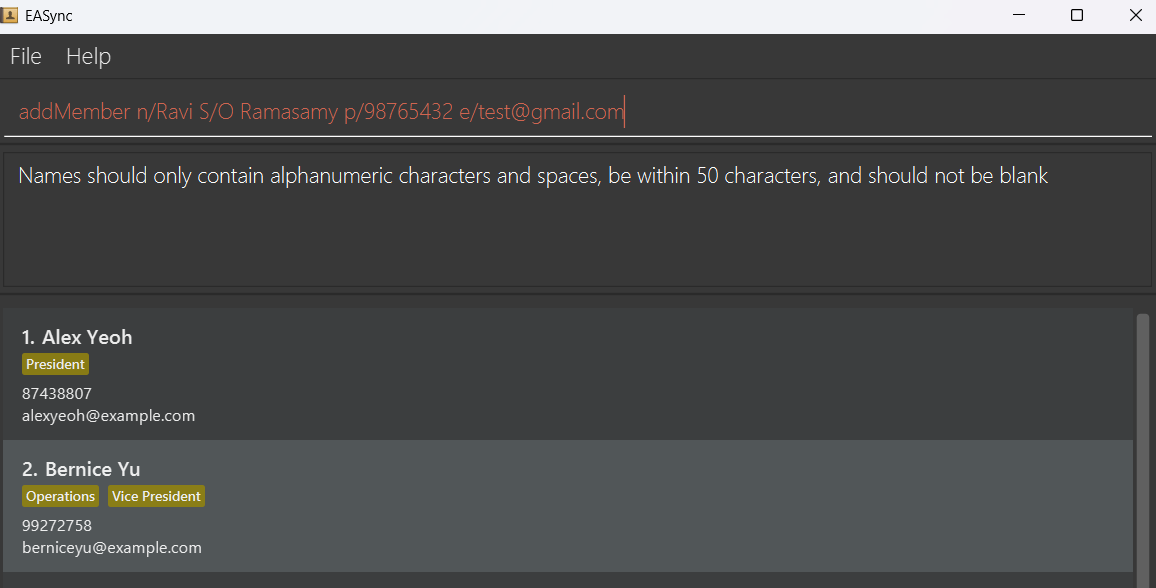 EASync
File Help
addMember n/Ravi S/O Ramasamy p/98765432 e/test@gmail.com
Names should only contain alphanumeric characters and spaces, be within 50 characters, and should not be blank
1. Alex Yeoh
President
87438807
alexyeoh@example.com
2. Bernice Yu
Operations Vice President
99272758
berniceyu@example.com